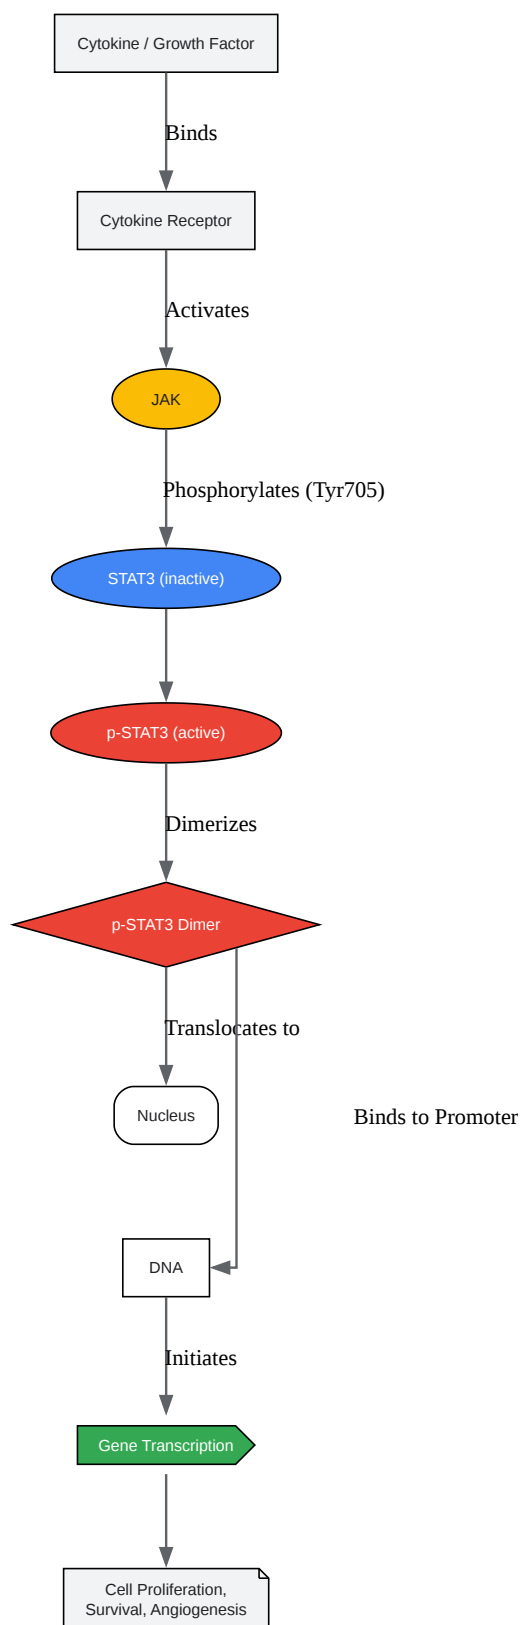 Cytokine / Growth Factor
Binds
Cytokine Receptor
Activates
JAK
Phosphorylates (Tyr705)
STAT3 (inactive)
p-STAT3 (active)
Dimerizes
p-STAT3 Dimer
Translocates to
Nucleus
Binds to Promoter
DNA
Initiates
Gene Transcription
Cell Proliferation,
Survival, Angiogenesis